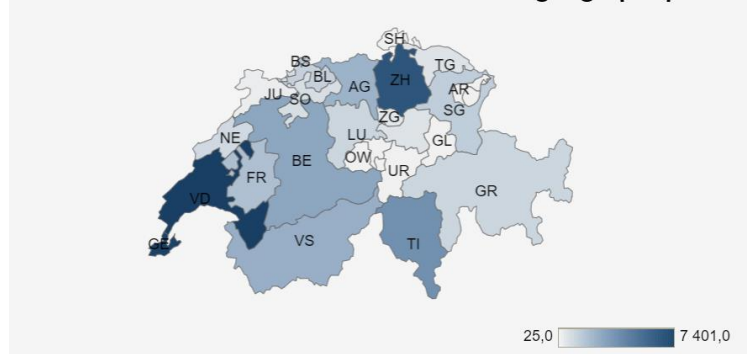 SH
BS
BL
TG
AG
ZH
AR
JU
SO
SG
ZG
NE
LU
GL
OW
BE
UR
FR
GR
VD
VS
TI
GE
25,0
7 401,0